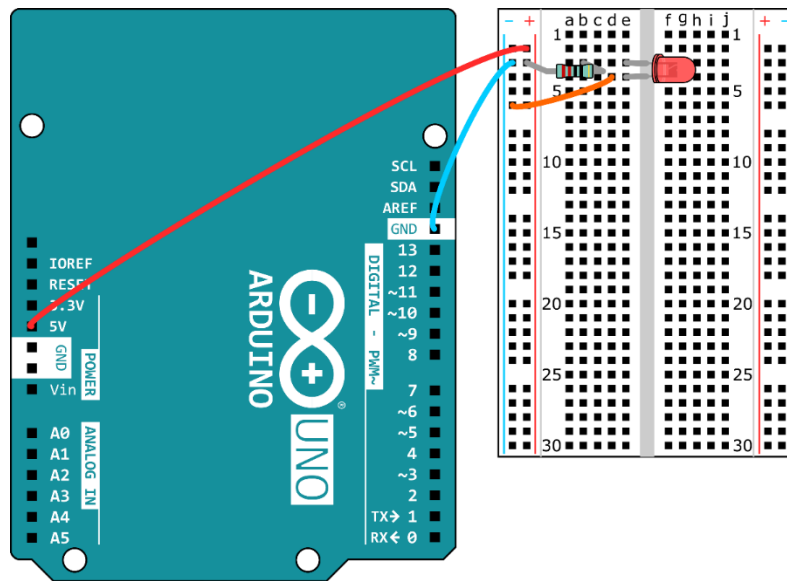 SCL
SDA
AREF
GND
13
12
~11
~10
~9
8
7
~6
~5
4
~3
2
TX→ 1
RX← 0
DIGITAL - PWM~
IOREF
RESET
3.3V
5V
GND
Vin
POWER
A0
A1
A2
A3
A4
A5
ANALOG IN
ARDUINO
UNO
®
- + a b c d e f g h i j + -
1 1
5 5
10 10
15 15
20 20
25 25
30 30